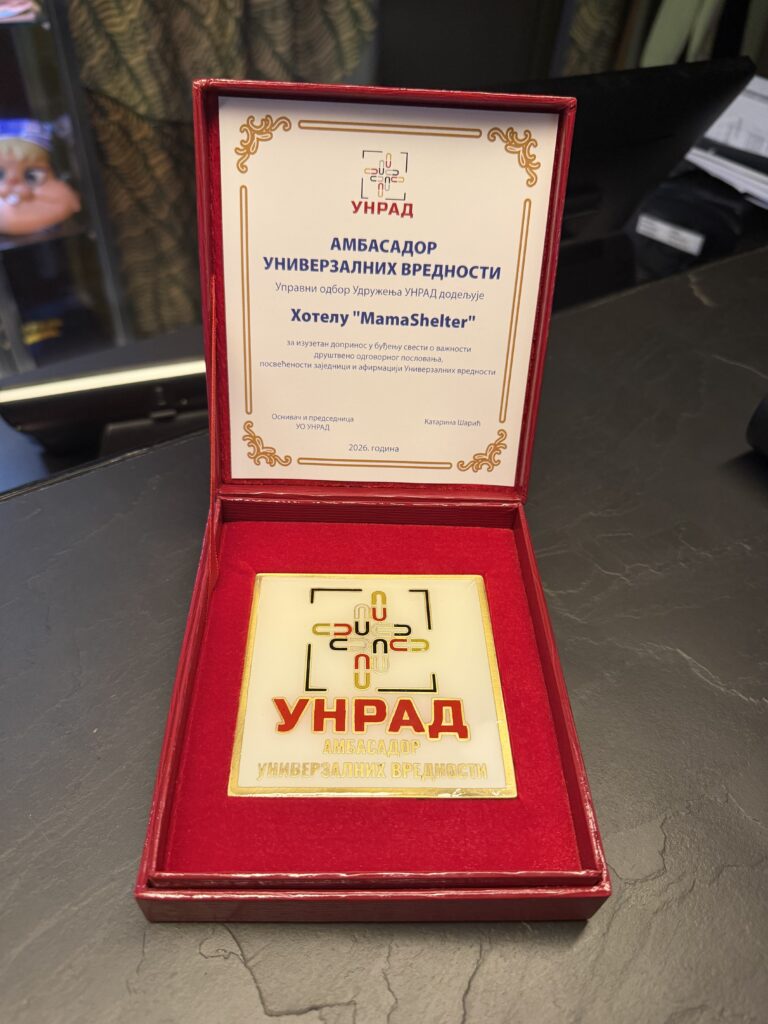 УНРАД
АМБАСАДОР
УНИВЕРЗАЛНИХ ВРЕДНОСТИ
Управни одбор Удружења УНРАД додељује
Хотелу "MamaShelter"
за изузетан допринос у буђењу свести о важности
друштвено одговорног пословања,
посвећености заједници и афирмацији Универзалних вредности
Оснивач и председница
УО УНРАД
Катарина Шарић
2026. година
УНРАД
АМБАСАДОР
УНИВЕРЗАЛНИХ ВРЕДНОСТИ